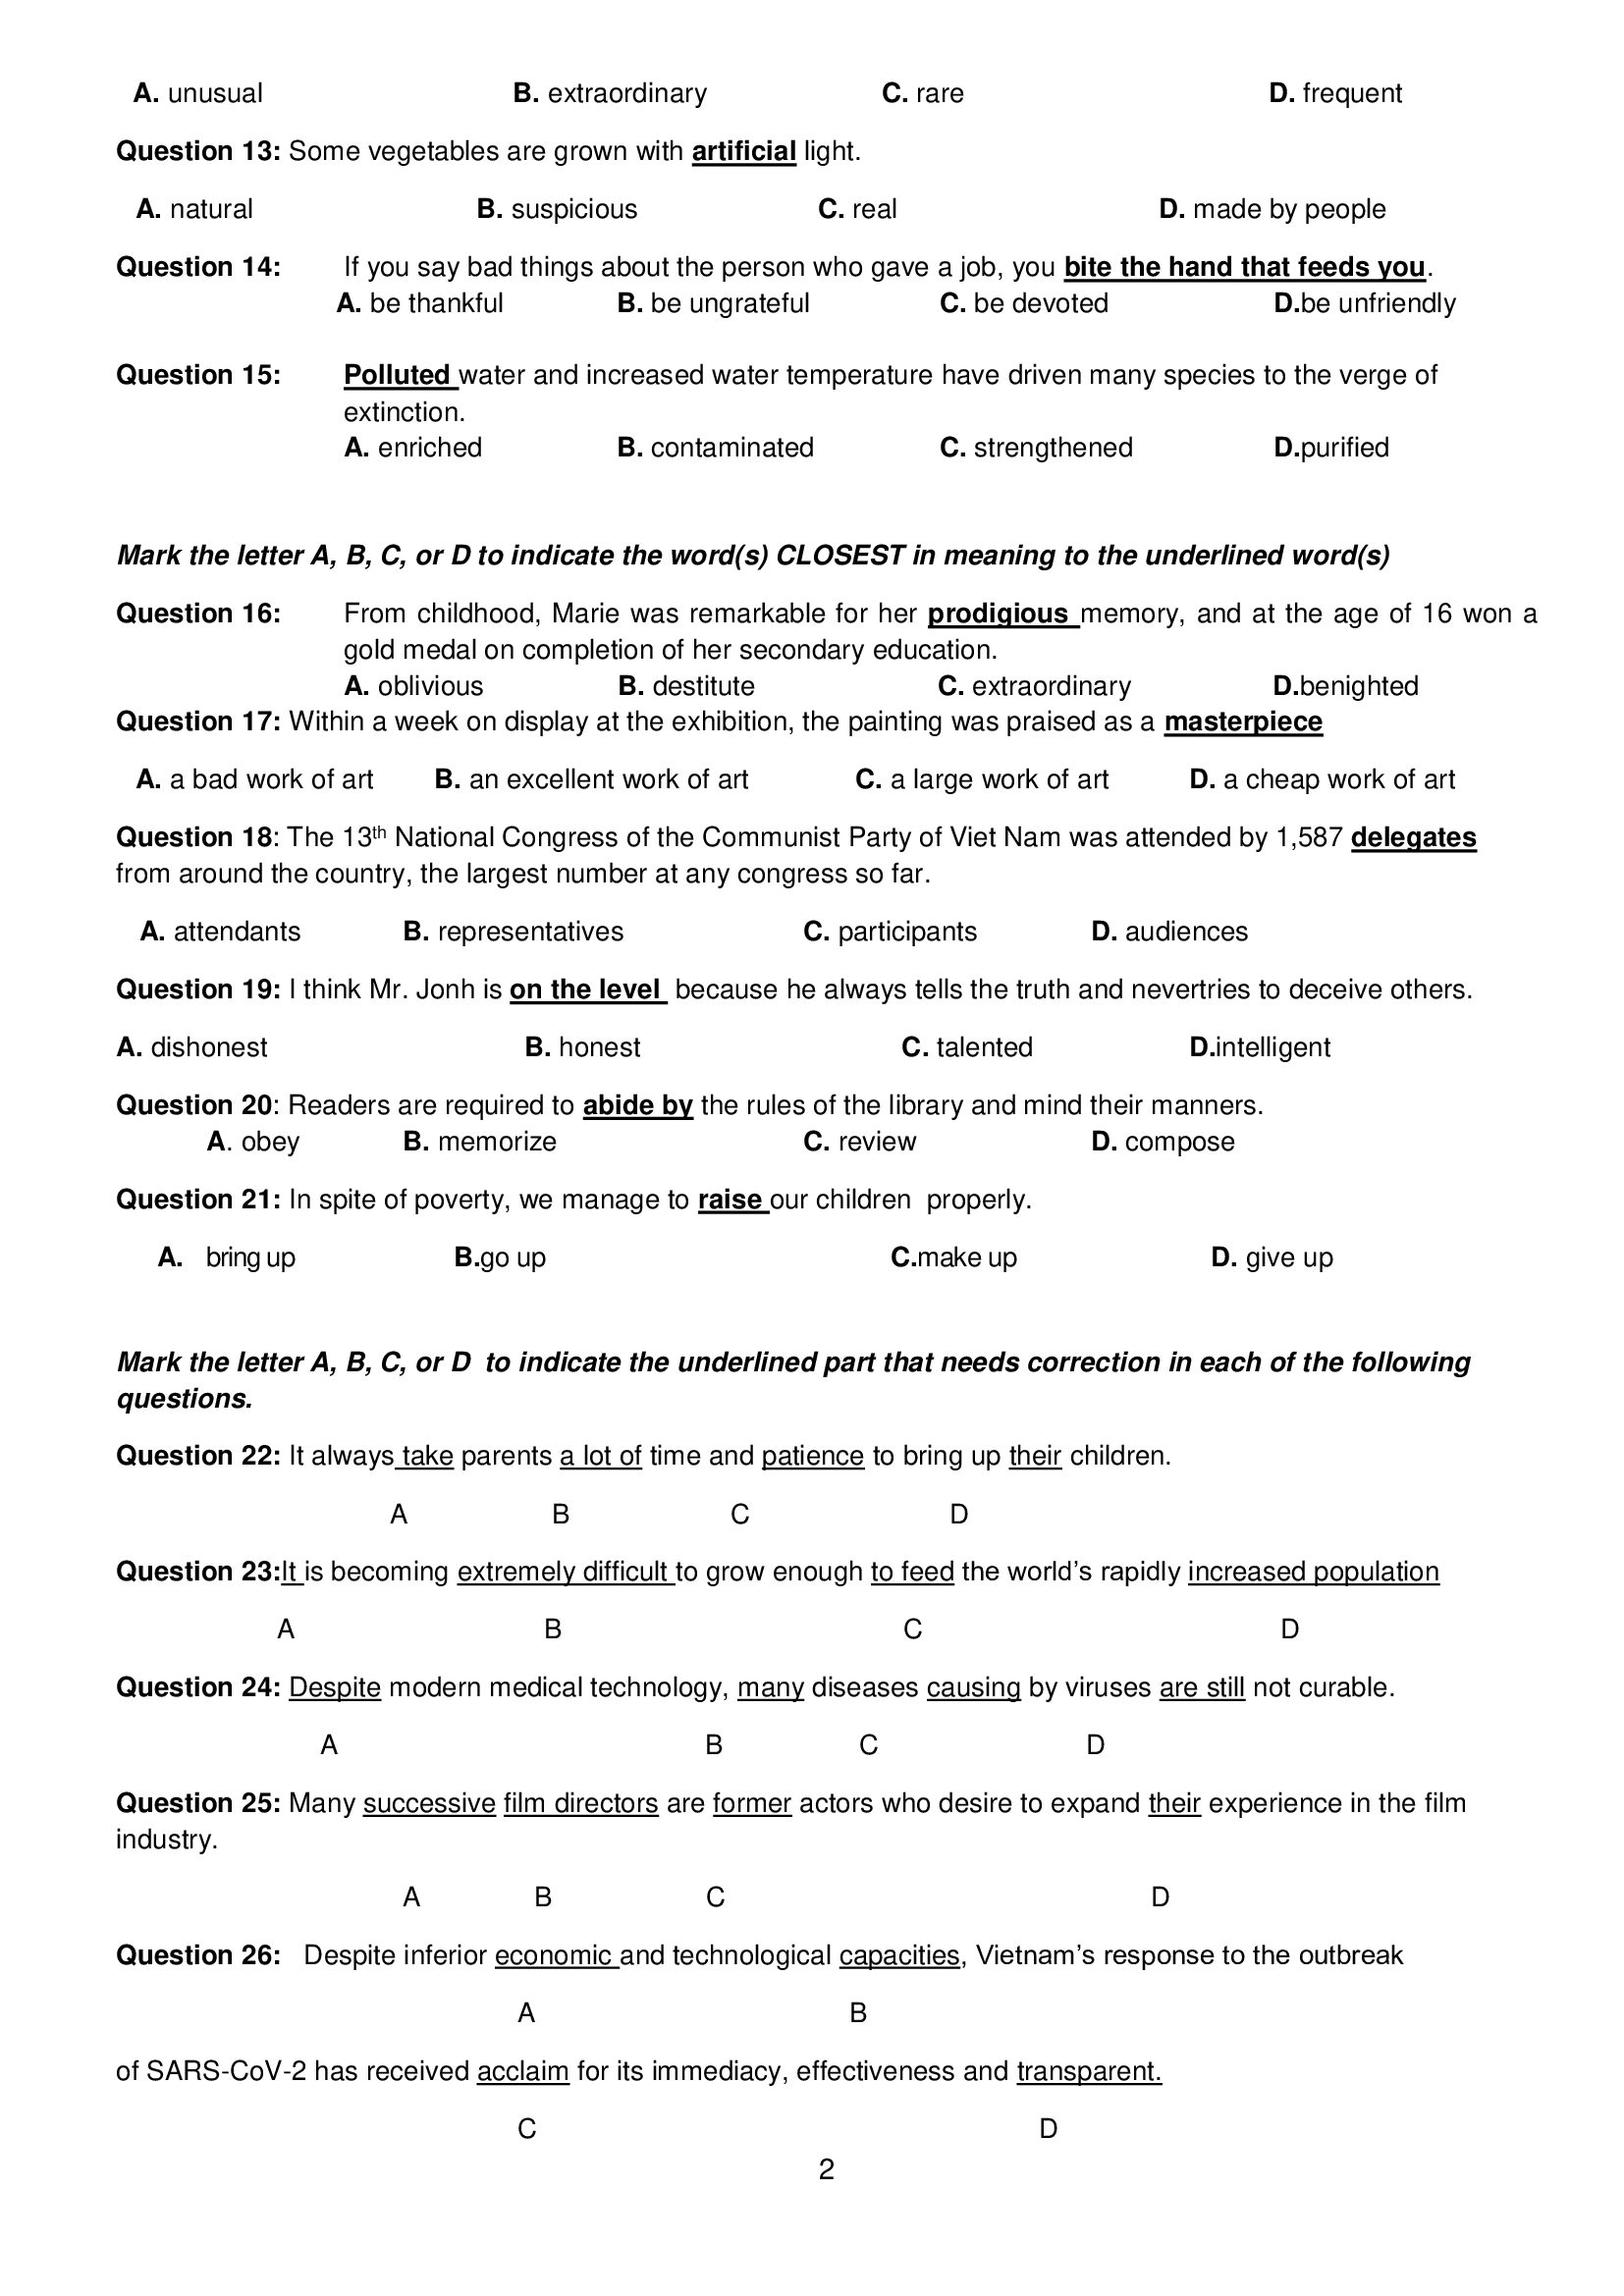 A. unusual B. extraordinary C. rare D. frequent
Question 13: Some vegetables are grown with artificial light.
A. natural B. suspicious C. real D. made by people
Question 14: If you say bad things about the person who gave a job, you bite the hand that feeds you.
A. be thankful B. be ungrateful C. be devoted D.be unfriendly
Question 15: Polluted water and increased water temperature have driven many species to the verge of
extinction.
A. enriched B. contaminated C. strengthened D.purified
Mark the letter A, B, C, or D to indicate the word(s) CLOSEST in meaning to the underlined word(s)
Question 16: From childhood, Marie was remarkable for her prodigious memory, and at the age of 16 won a
gold medal on completion of her secondary education.
A. oblivious B. destitute C. extraordinary D.benighted
Question 17: Within a week on display at the exhibition, the painting was praised as a masterpiece
A. a bad work of art B. an excellent work of art C. a large work of art D. a cheap work of art
Question 18: The 13th National Congress of the Communist Party of Viet Nam was attended by 1,587 delegates
from around the country, the largest number at any congress so far.
A. attendants B. representatives C. participants D. audiences
Question 19: I think Mr. Jonh is on the level because he always tells the truth and nevertries to deceive others.
A. dishonest B. honest C. talented D.intelligent
Question 20: Readers are required to abide by the rules of the library and mind their manners.
A. obey B. memorize C. review D. compose
Question 21: In spite of poverty, we manage to raise our children properly.
A. bring up B.go up C.make up D. give up
Mark the letter A, B, C, or D to indicate the underlined part that needs correction in each of the following
questions.
Question 22: It always take parents a lot of time and patience to bring up their children.
A B C D
Question 23:It is becoming extremely difficult to grow enough to feed the world's rapidly increased population
A B C D
Question 24: Despite modern medical technology, many diseases causing by viruses are still not curable.
A B C D
Question 25: Many successive film directors are former actors who desire to expand their experience in the film
industry.
A B C D
Question 26: Despite inferior economic and technological capacities, Vietnam's response to the outbreak
A B
of SARS-CoV-2 has received acclaim for its immediacy, effectiveness and transparent.
C D
2